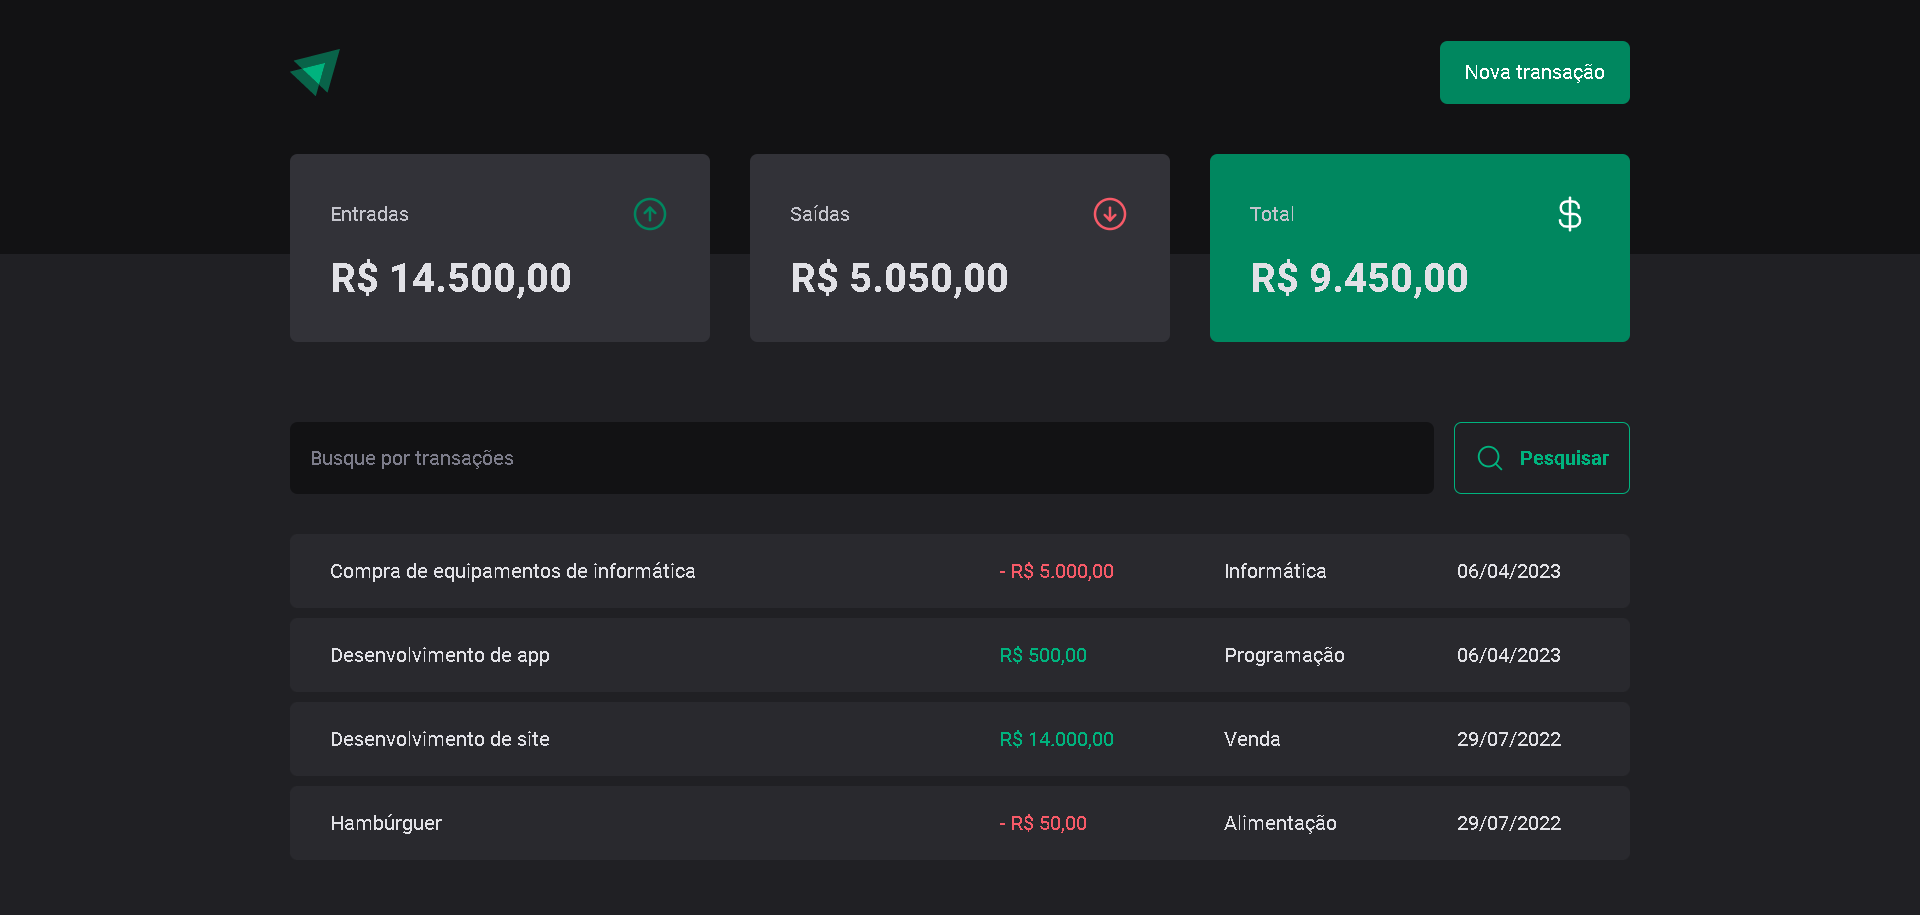 Nova transação
Entradas
R$ 14.500,00
Saídas
R$ 5.050,00
Total
$
R$ 9.450,00
Busque por transações
Pesquisar
Compra de equipamentos de informática - R$ 5.000,00 Informática 06/04/2023
Desenvolvimento de app R$ 500,00 Programação 06/04/2023
Desenvolvimento de site R$ 14.000,00 Venda 29/07/2022
Hambúrguer - R$ 50,00 Alimentação 29/07/2022